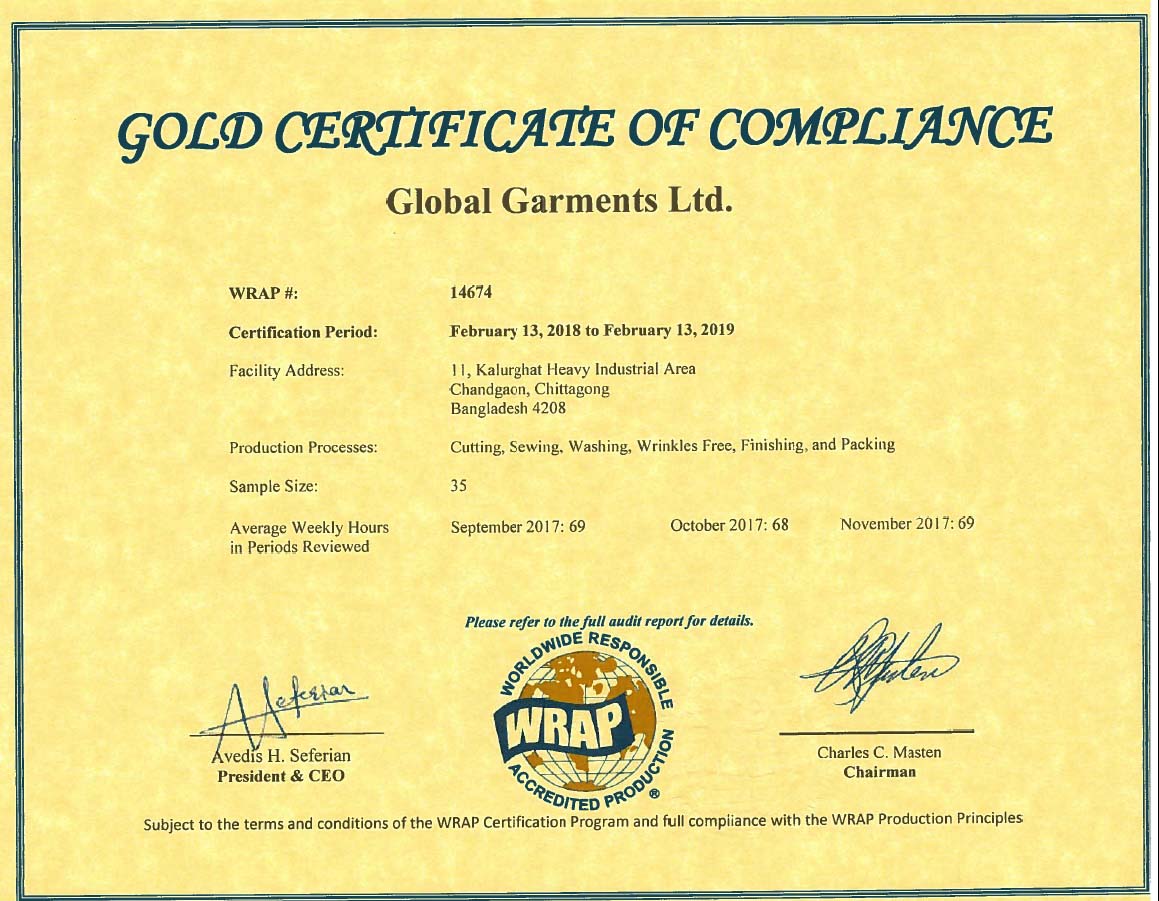 GOLD CERTIFICATE OF COMPLIANCE
Global Garments Ltd.
WRAP #: 14674
Certification Period: February 13, 2018 to February 13, 2019
Facility Address: 11, Kalurghat Heavy Industrial Area
Chandgaon, Chittagong
Bangladesh 4208
Production Processes: Cutting, Sewing, Washing, Wrinkles Free, Finishing, and Packing
Sample Size: 35
Average Weekly Hours September 2017: 69 October 2017: 68 November 2017: 69
in Periods Reviewed
Please refer to the full audit report for details.
WORLDWIDE RESPONSIBLE
WRAP
ACCREDITED PRODUCTION ®
A Seferian
Avedis H. Seferian
President & CEO
Charles C. Masten
Chairman
Subject to the terms and conditions of the WRAP Certification Program and full compliance with the WRAP Production Principles